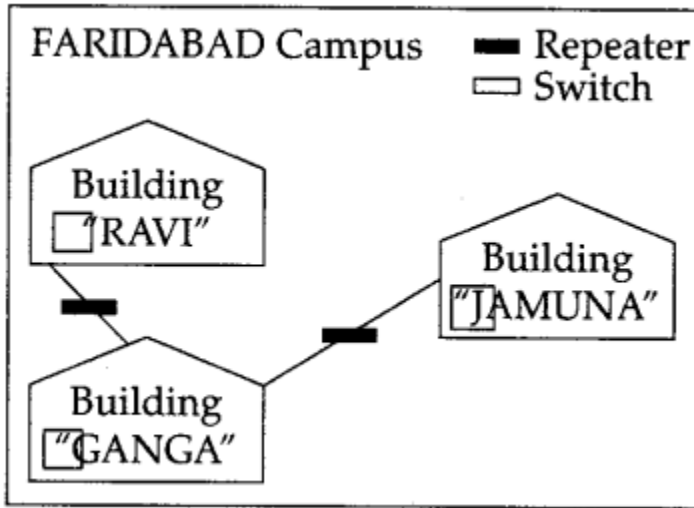 FARIDABAD Campus
Repeater
Switch
Building
"RAVI"
Building
"JAMUNA"
Building
"GANGA"